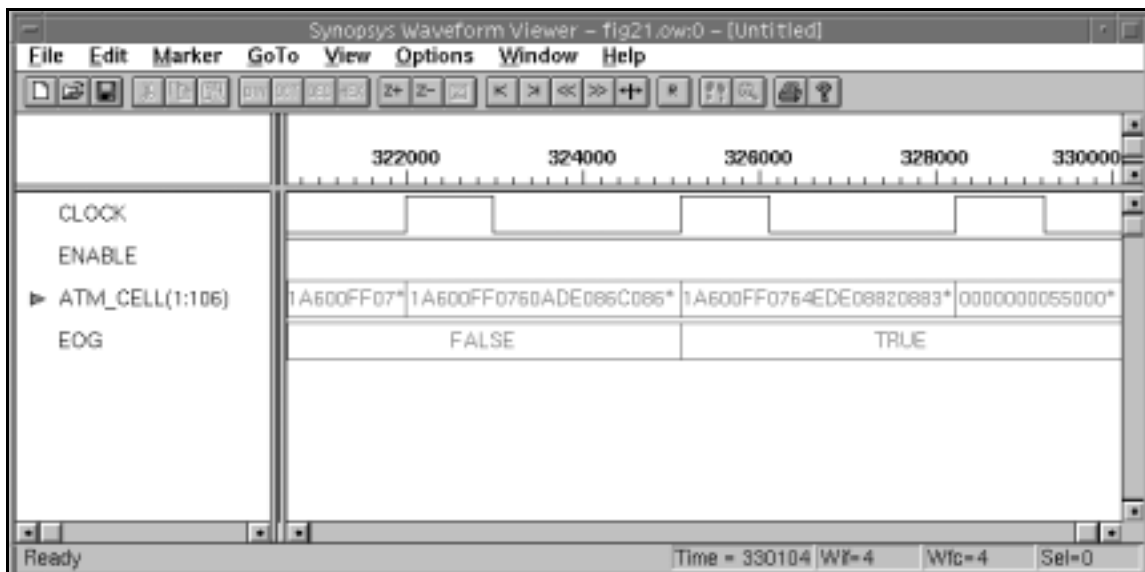 Synopsys Waveform Viewer – fig21.ow:0 – [Untitled]
File Edit Marker GoTo View Options Window Help
Z+ Z- R
322000 324000 326000 328000 330000
CLOCK
ENABLE
ATM_CELL(1:106) 1A600FF07* 1A600FF0760ADE086C086* 1A600FF0764EDE08820883* 0000000055000*
EOG FALSE TRUE
Ready Time = 330104 Wif=4 Wfc=4 Sel=0